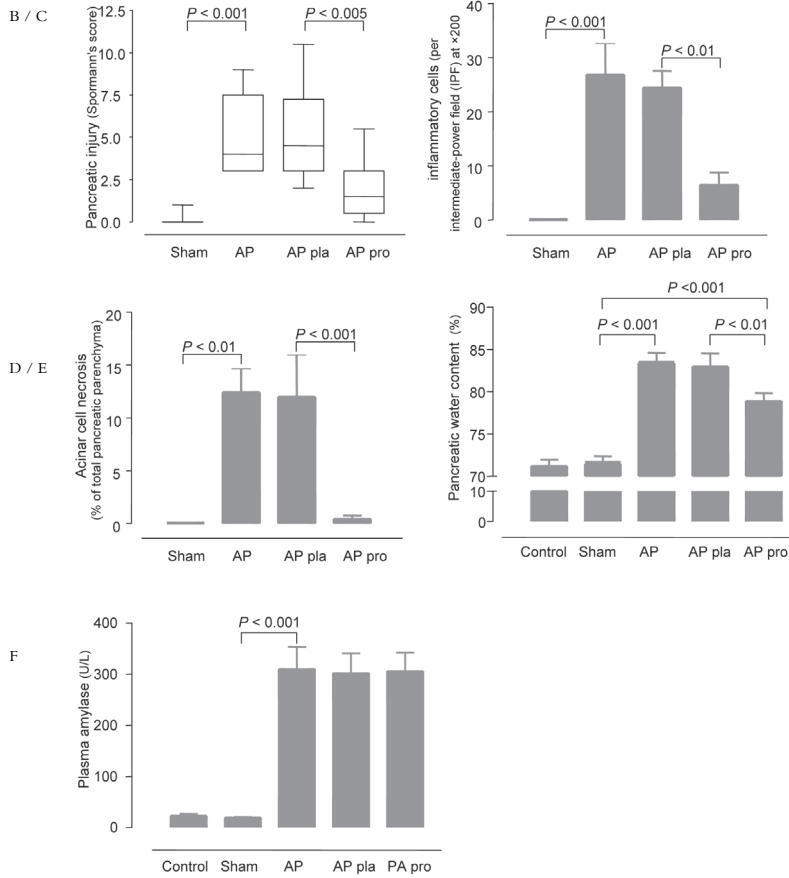 B / C
Pancreatic injury (Spormann's score)
12.5
7.5
5.0
2.5
0.0
P < 0.001
P < 0.005
Sham AP AP pla AP pro
inflammatory cells (per
intermediate-power field (IPF) at ×200
40
30
20
10
0
P < 0.001
P < 0.01
Sham AP AP pla AP pro
D / E
Acinar cell necrosis
(% of total pancreatic parenchyma)
20
15
10
5
0
P < 0.01
P < 0.001
Sham AP AP pla AP pro
Pancreatic water content (%)
90
85
80
75
70
10
0
P <0.001
P < 0.001
P < 0.01
Control Sham AP AP pla AP pro
F
Plasma amylase (U/L)
400
300
200
100
0
P < 0.001
Control Sham AP AP pla PA pro